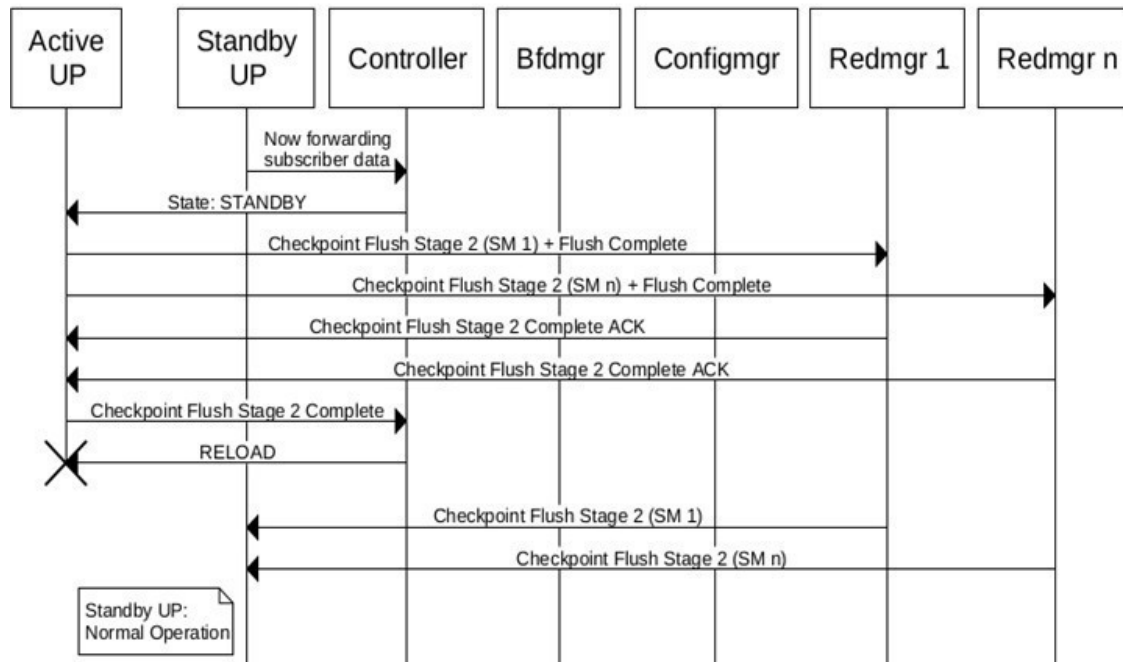 Active
UP
Standby
UP
Controller
Bfdmgr
Configmgr
Redmgr 1
Redmgr n
Now forwarding
subscriber data
State: STANDBY
Checkpoint Flush Stage 2 (SM 1) + Flush Complete
Checkpoint Flush Stage 2 (SM n) + Flush Complete
Checkpoint Flush Stage 2 Complete ACK
Checkpoint Flush Stage 2 Complete ACK
Checkpoint Flush Stage 2 Complete
RELOAD
Checkpoint Flush Stage 2 (SM 1)
Checkpoint Flush Stage 2 (SM n)
Standby UP:
Normal Operation